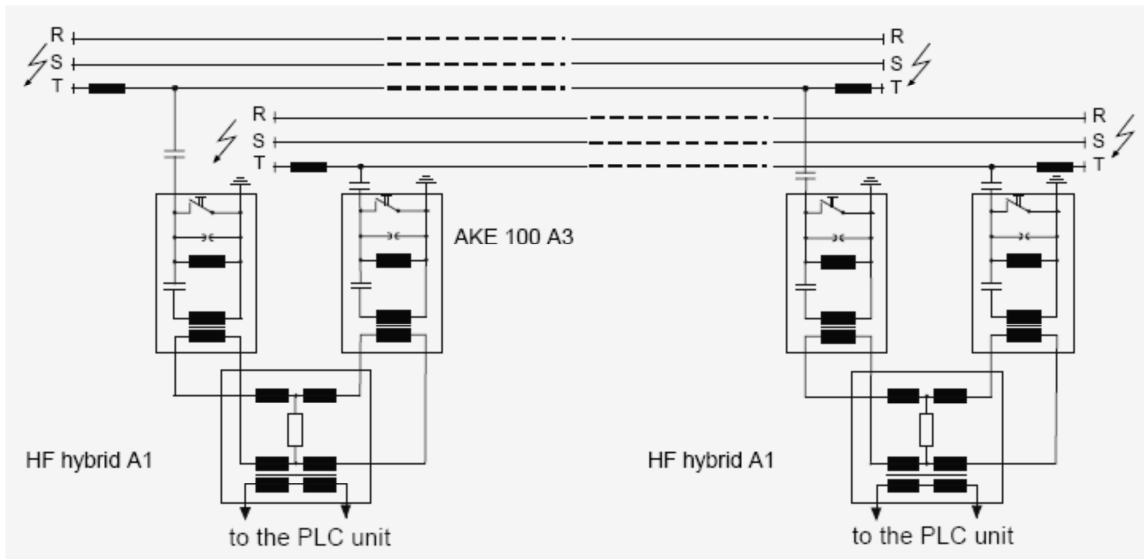 R R
S S
T T
R R
S S
T T
AKE 100 A3
HF hybrid A1 HF hybrid A1
to the PLC unit to the PLC unit